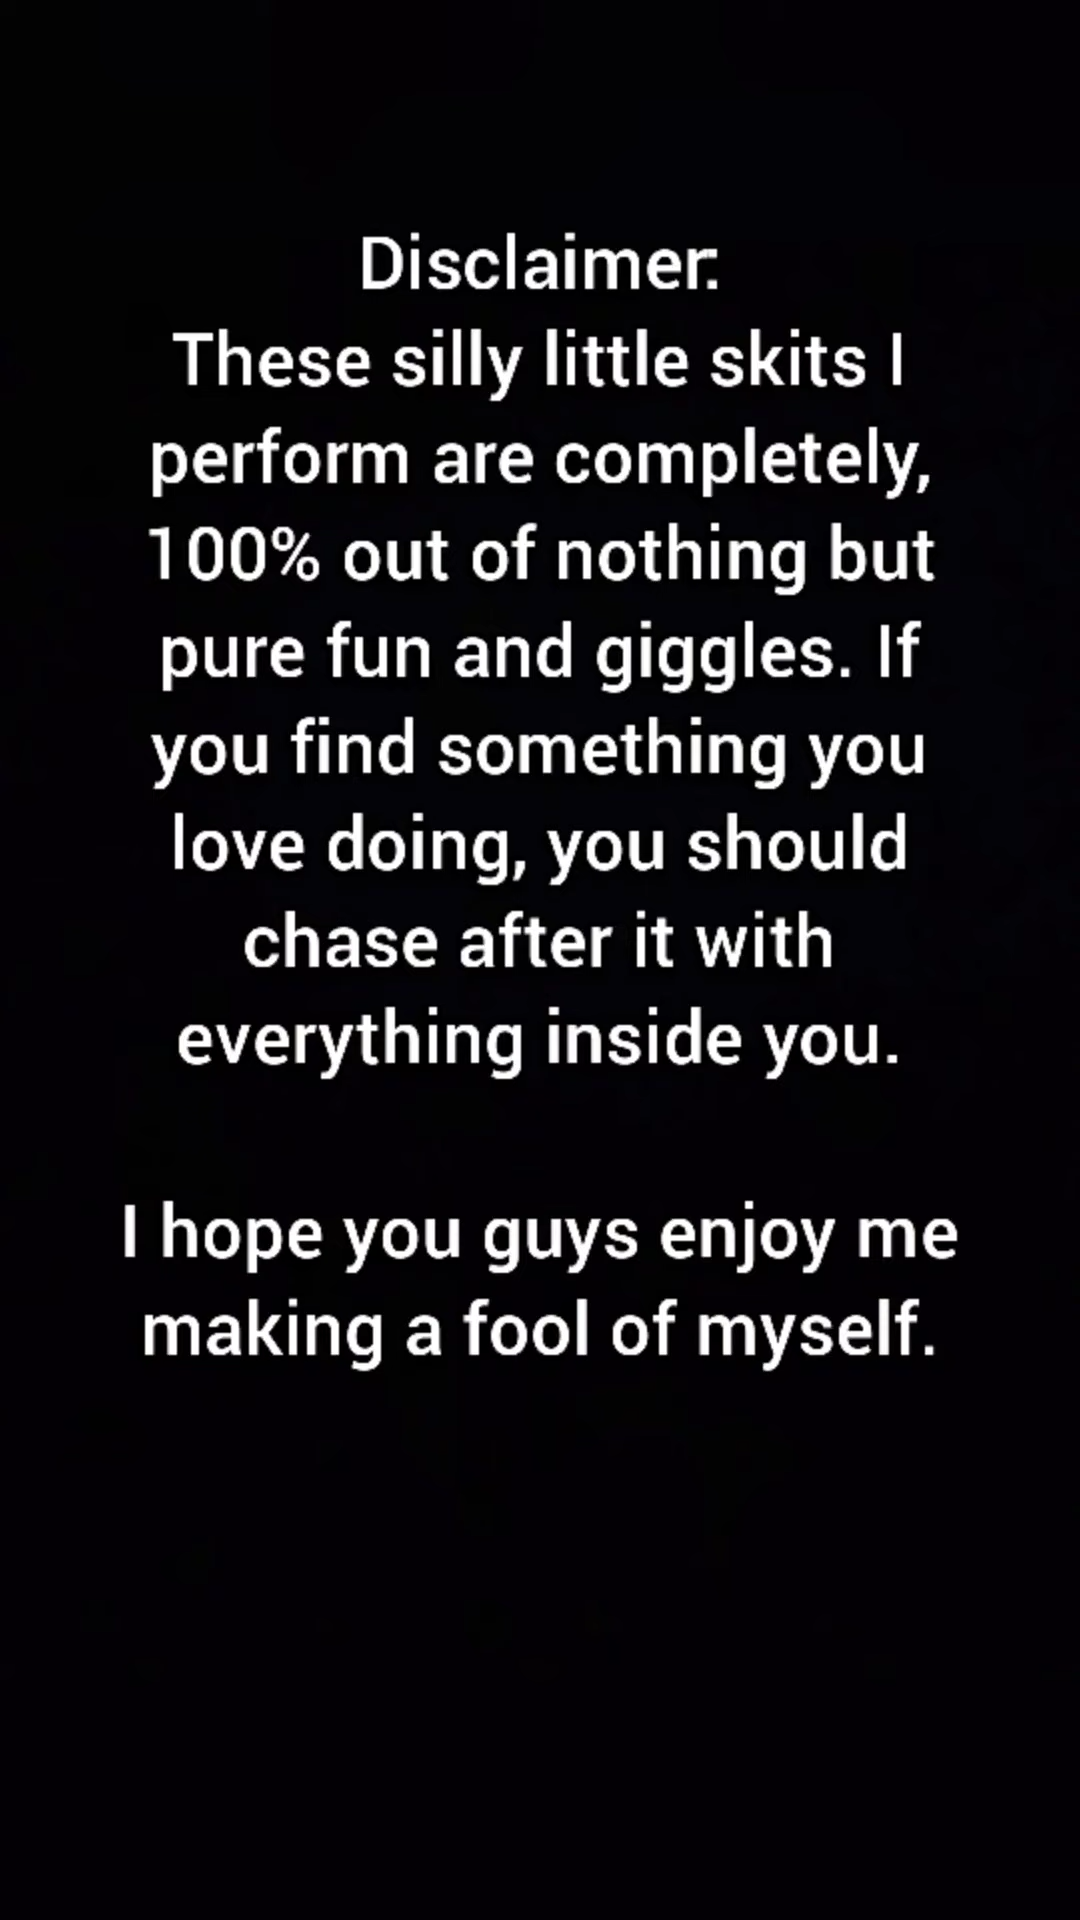 Disclaimer:
These silly little skits I
perform are completely,
100% out of nothing but
pure fun and giggles. If
you find something you
love doing, you should
chase after it with
everything inside you.
I hope you guys enjoy me
making a fool of myself.